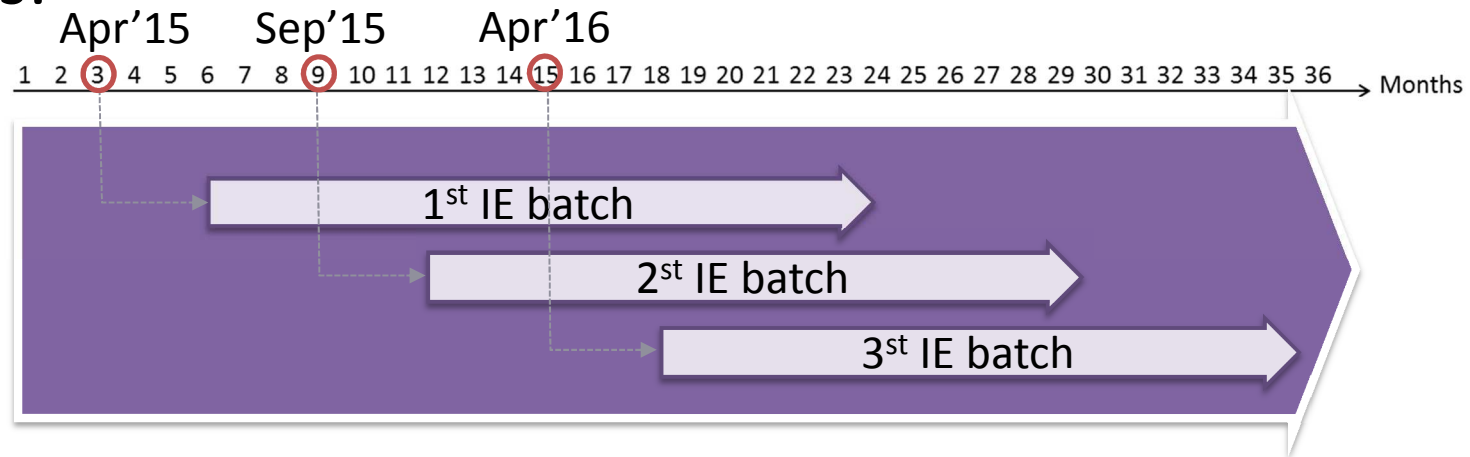 Apr’15 Sep’15 Apr’16
1 2 3 4 5 6 7 8 9 10 11 12 13 14 15 16 17 18 19 20 21 22 23 24 25 26 27 28 29 30 31 32 33 34 35 36 Months
1st IE batch
2st IE batch
3st IE batch